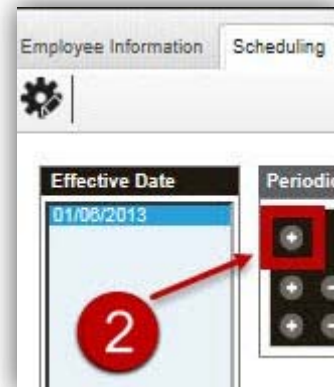 Employee Information Scheduling
Effective Date
01/06/2013
2